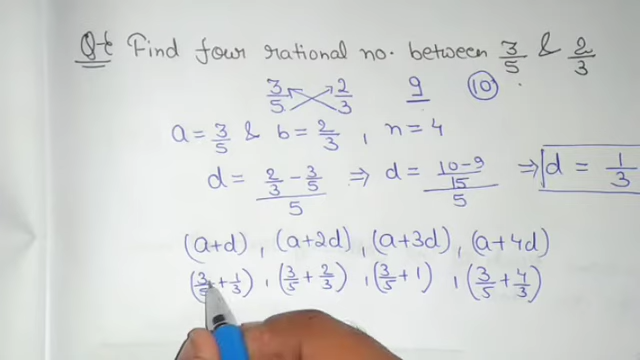 Qt Find four rational no. between 3/5 & 2/3
3/5 2/3 9 10
a = 3/5 & b = 2/3 , n = 4
d = (2/3 - 3/5)/5 ⇒ d = ((10-9)/15)/5 ⇒ d = 1/3
(a+d) , (a+2d) , (a+3d) , (a+4d)
(3/5 + 1/3) , (3/5 + 2/3) , (3/5 + 1) , (3/5 + 4/3)